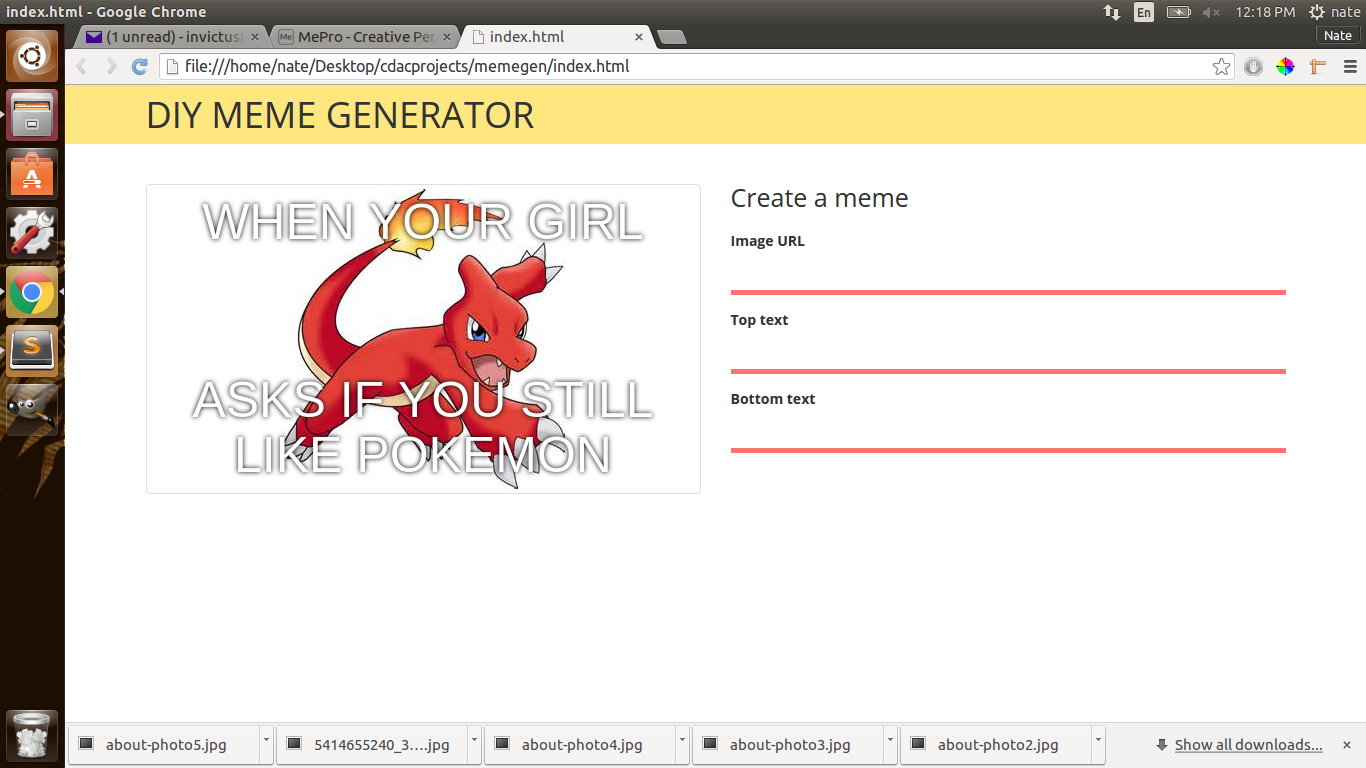 index.html - Google Chrome
En
12:18 PM
nate
(1 unread) - invictus
MePro - Creative Per
index.html
Nate
file:///home/nate/Desktop/cdacprojects/memegen/index.html
DIY MEME GENERATOR
WHEN YOUR GIRL
ASKS IF YOU STILL
LIKE POKEMON
Create a meme
Image URL
Top text
Bottom text
about-photo5.jpg
5414655240_3....jpg
about-photo4.jpg
about-photo3.jpg
about-photo2.jpg
Show all downloads...